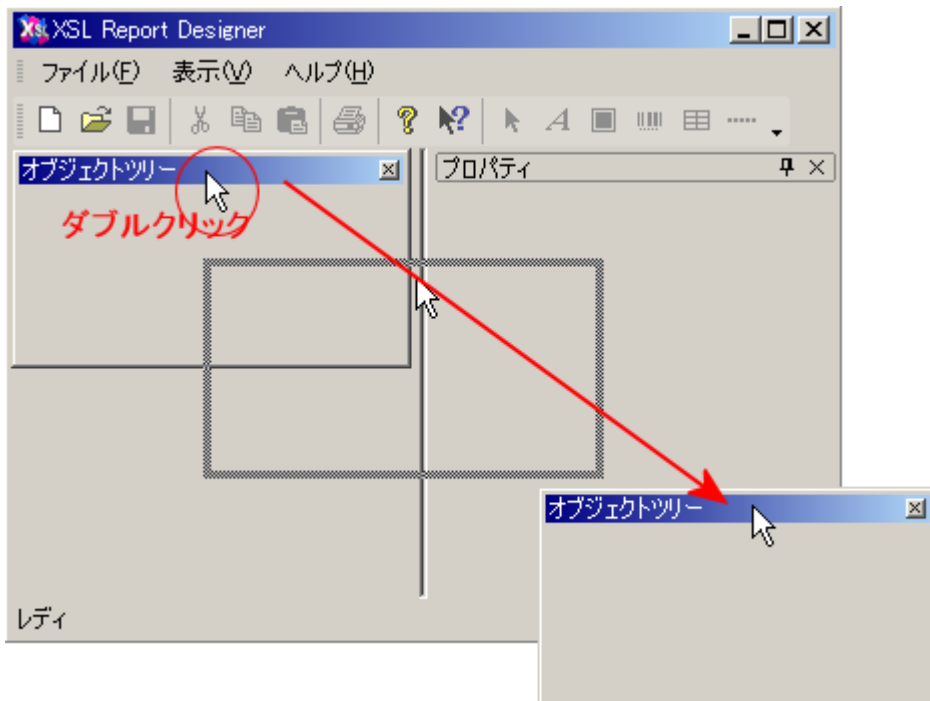 XSL Report Designer
ファイル(F) 表示(V) ヘルプ(H)
オブジェクトツリー
プロパティ
ダブルクリック
オブジェクトツリー
レディ